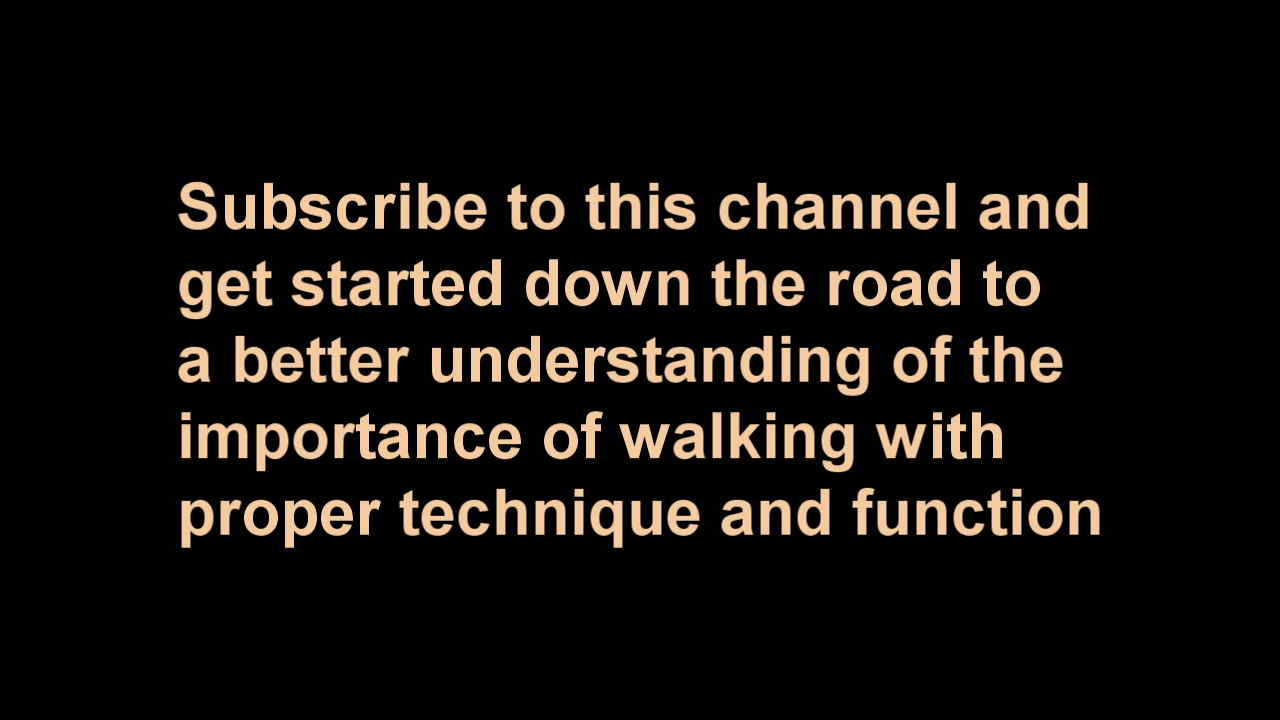 Subscribe to this channel and
get started down the road to
a better understanding of the
importance of walking with
proper technique and function